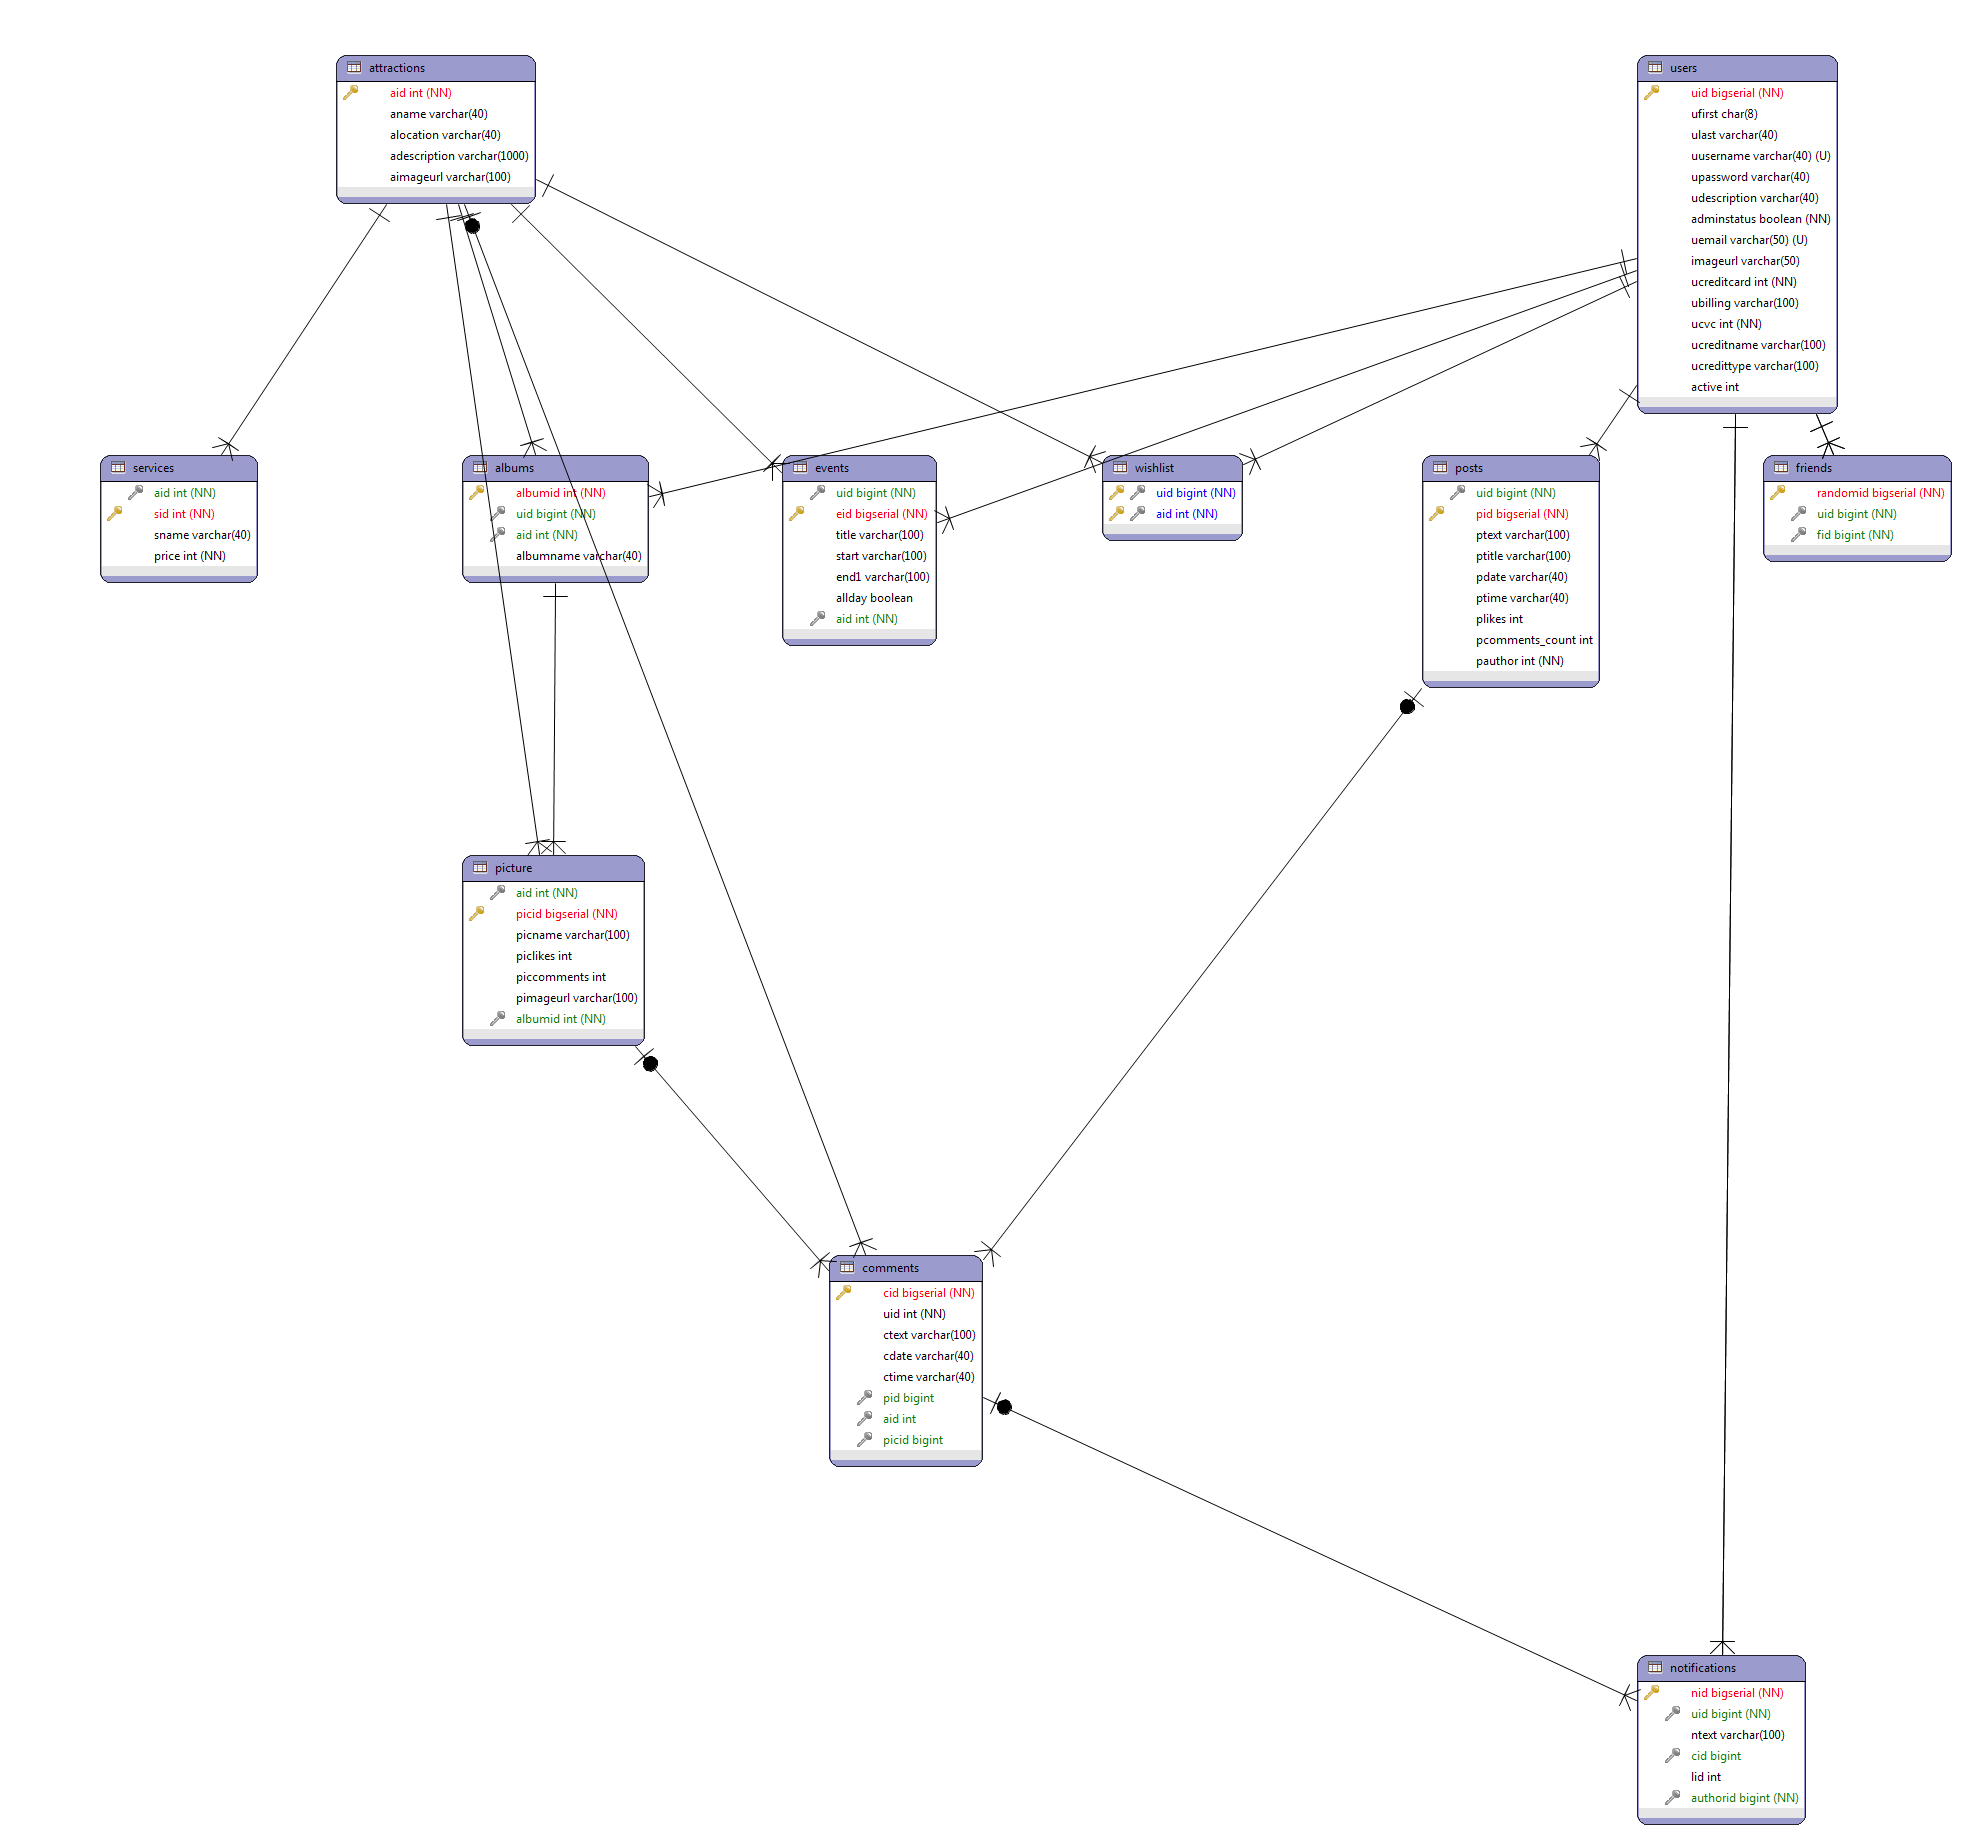 attractions
aid int (NN)
aname varchar(40)
alocation varchar(40)
adescription varchar(1000)
aimageurl varchar(100)
users
uid bigserial (NN)
ufirst char(8)
ulast varchar(40)
uusername varchar(40) (U)
upassword varchar(40)
udescription varchar(40)
adminstatus boolean (NN)
uemail varchar(50) (U)
imageurl varchar(50)
ucreditcard int (NN)
ubilling varchar(100)
ucvc int (NN)
ucreditname varchar(100)
ucredittype varchar(100)
active int
services
aid int (NN)
sid int (NN)
sname varchar(40)
price int (NN)
albums
albumid int (NN)
uid bigint (NN)
aid int (NN)
albumname varchar(40)
events
uid bigint (NN)
eid bigserial (NN)
title varchar(100)
start varchar(100)
end1 varchar(100)
allday boolean
aid int (NN)
wishlist
uid bigint (NN)
aid int (NN)
posts
uid bigint (NN)
pid bigserial (NN)
ptext varchar(100)
ptitle varchar(100)
pdate varchar(40)
ptime varchar(40)
plikes int
pcomments_count int
pauthor int (NN)
friends
randomid bigserial (NN)
uid bigint (NN)
fid bigint (NN)
picture
aid int (NN)
picid bigserial (NN)
picname varchar(100)
piclikes int
piccomments int
pimageurl varchar(100)
albumid int (NN)
comments
cid bigserial (NN)
uid int (NN)
ctext varchar(100)
cdate varchar(40)
ctime varchar(40)
pid bigint
aid int
picid bigint
notifications
nid bigserial (NN)
uid bigint (NN)
ntext varchar(100)
cid bigint
lid int
authorid bigint (NN)